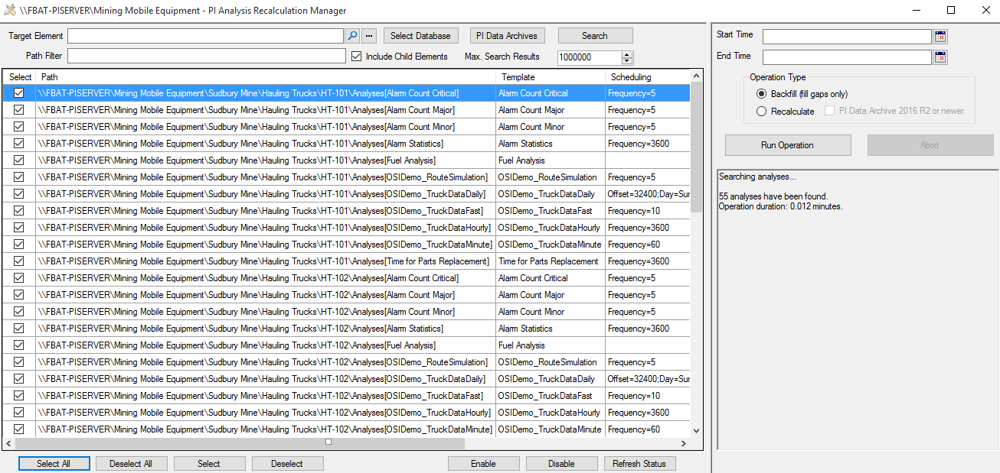 \\FBAT-PISERVER\Mining Mobile Equipment - PI Analysis Recalculation Manager
Target Element ... Select Database PI Data Archives Search
Path Filter Include Child Elements Max. Search Results 1000000
Select Path Template Scheduling
\\FBAT-PISERVER\Mining Mobile Equipment\Sudbury Mine\Hauling Trucks\HT-101\Analyses[Alarm Count Critical] Alarm Count Critical Frequency=5
\\FBAT-PISERVER\Mining Mobile Equipment\Sudbury Mine\Hauling Trucks\HT-101\Analyses[Alarm Count Major] Alarm Count Major Frequency=5
\\FBAT-PISERVER\Mining Mobile Equipment\Sudbury Mine\Hauling Trucks\HT-101\Analyses[Alarm Count Minor] Alarm Count Minor Frequency=5
\\FBAT-PISERVER\Mining Mobile Equipment\Sudbury Mine\Hauling Trucks\HT-101\Analyses[Alarm Statistics] Alarm Statistics Frequency=3600
\\FBAT-PISERVER\Mining Mobile Equipment\Sudbury Mine\Hauling Trucks\HT-101\Analyses[Fuel Analysis] Fuel Analysis
\\FBAT-PISERVER\Mining Mobile Equipment\Sudbury Mine\Hauling Trucks\HT-101\Analyses[OSIDemo_RouteSimulation] OSIDemo_RouteSimulation Frequency=5
\\FBAT-PISERVER\Mining Mobile Equipment\Sudbury Mine\Hauling Trucks\HT-101\Analyses[OSIDemo_TruckDataDaily] OSIDemo_TruckDataDaily Offset=32400;Day=Sun
\\FBAT-PISERVER\Mining Mobile Equipment\Sudbury Mine\Hauling Trucks\HT-101\Analyses[OSIDemo_TruckDataFast] OSIDemo_TruckDataFast Frequency=10
\\FBAT-PISERVER\Mining Mobile Equipment\Sudbury Mine\Hauling Trucks\HT-101\Analyses[OSIDemo_TruckDataHourly] OSIDemo_TruckDataHourly Frequency=3600
\\FBAT-PISERVER\Mining Mobile Equipment\Sudbury Mine\Hauling Trucks\HT-101\Analyses[OSIDemo_TruckDataMinute] OSIDemo_TruckDataMinute Frequency=60
\\FBAT-PISERVER\Mining Mobile Equipment\Sudbury Mine\Hauling Trucks\HT-101\Analyses[Time for Parts Replacement] Time for Parts Replacement Frequency=3600
\\FBAT-PISERVER\Mining Mobile Equipment\Sudbury Mine\Hauling Trucks\HT-102\Analyses[Alarm Count Critical] Alarm Count Critical Frequency=5
\\FBAT-PISERVER\Mining Mobile Equipment\Sudbury Mine\Hauling Trucks\HT-102\Analyses[Alarm Count Major] Alarm Count Major Frequency=5
\\FBAT-PISERVER\Mining Mobile Equipment\Sudbury Mine\Hauling Trucks\HT-102\Analyses[Alarm Count Minor] Alarm Count Minor Frequency=5
\\FBAT-PISERVER\Mining Mobile Equipment\Sudbury Mine\Hauling Trucks\HT-102\Analyses[Alarm Statistics] Alarm Statistics Frequency=3600
\\FBAT-PISERVER\Mining Mobile Equipment\Sudbury Mine\Hauling Trucks\HT-102\Analyses[Fuel Analysis] Fuel Analysis
\\FBAT-PISERVER\Mining Mobile Equipment\Sudbury Mine\Hauling Trucks\HT-102\Analyses[OSIDemo_RouteSimulation] OSIDemo_RouteSimulation Frequency=5
\\FBAT-PISERVER\Mining Mobile Equipment\Sudbury Mine\Hauling Trucks\HT-102\Analyses[OSIDemo_TruckDataDaily] OSIDemo_TruckDataDaily Offset=32400;Day=Sun
\\FBAT-PISERVER\Mining Mobile Equipment\Sudbury Mine\Hauling Trucks\HT-102\Analyses[OSIDemo_TruckDataFast] OSIDemo_TruckDataFast Frequency=10
\\FBAT-PISERVER\Mining Mobile Equipment\Sudbury Mine\Hauling Trucks\HT-102\Analyses[OSIDemo_TruckDataHourly] OSIDemo_TruckDataHourly Frequency=3600
\\FBAT-PISERVER\Mining Mobile Equipment\Sudbury Mine\Hauling Trucks\HT-102\Analyses[OSIDemo_TruckDataMinute] OSIDemo_TruckDataMinute Frequency=60
Select All Deselect All Select Deselect Enable Disable Refresh Status
Start Time
End Time
Operation Type
Backfill (fill gaps only)
Recalculate PI Data Archive 2016 R2 or newer
Run Operation Abort
Searching analyses...
55 analyses have been found.
Operation duration: 0.012 minutes.